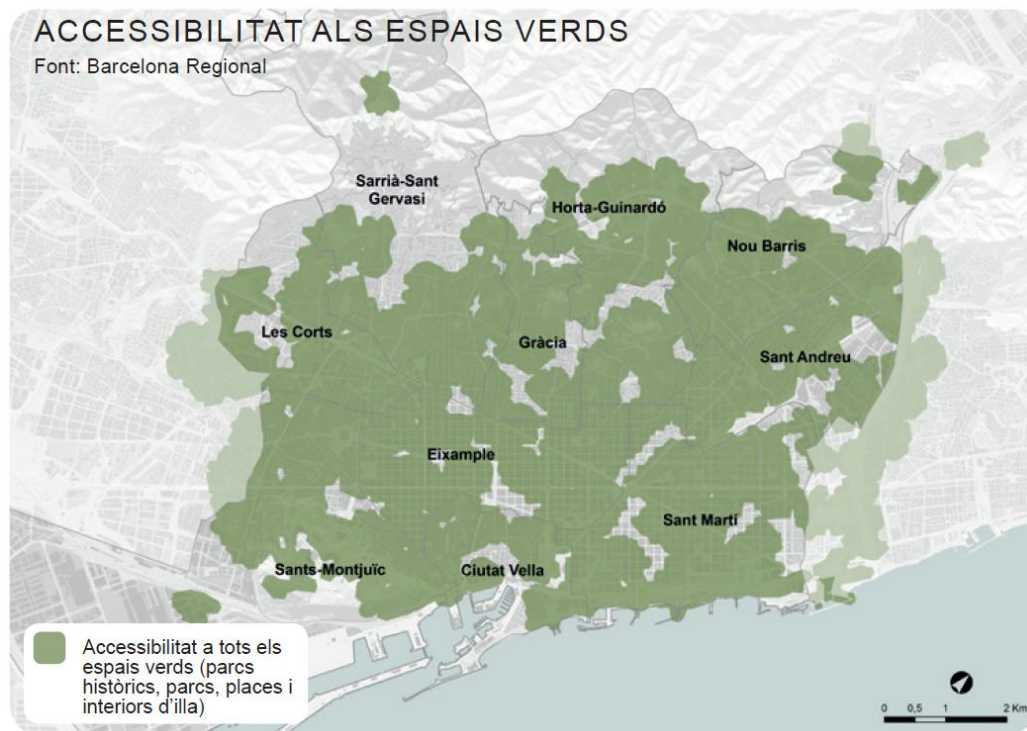 ACCESSIBILITAT ALS ESPAIS VERDS
Font: Barcelona Regional
Sarrià-Sant
Gervasi
Horta-Guinardó
Nou Barris
Les Corts
Gràcia
Sant Andreu
Eixample
Sant Martí
Sants-Montjuïc
Ciutat Vella
Accessibilitat a tots els
espais verds (parcs
històrics, parcs, places i
interiors d'illa)
0 0,5 1 2 Km